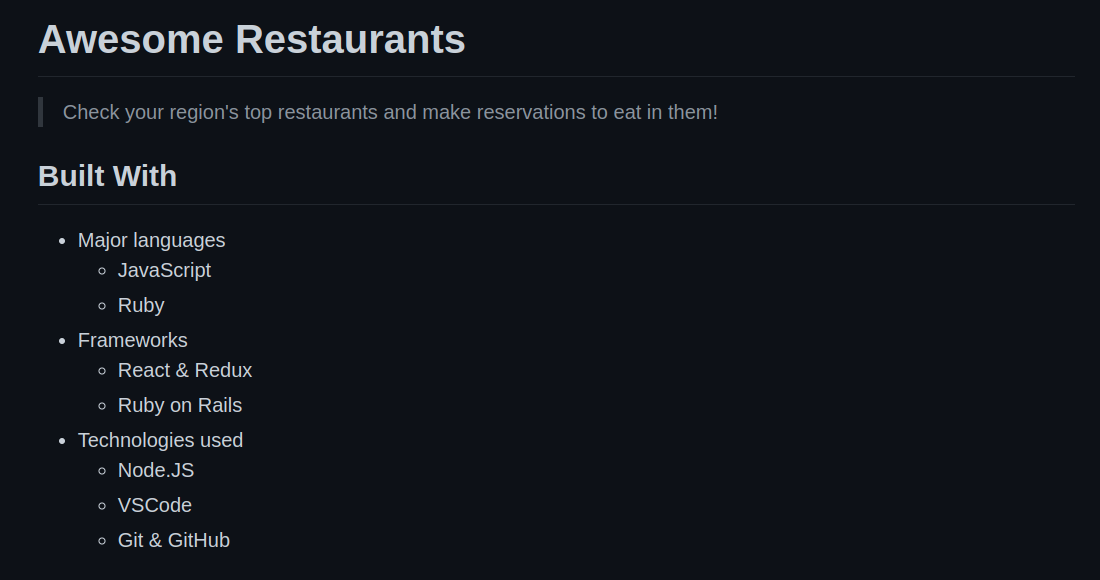 Awesome Restaurants
Check your region's top restaurants and make reservations to eat in them!
Built With
Major languages
JavaScript
Ruby
Frameworks
React & Redux
Ruby on Rails
Technologies used
Node.JS
VSCode
Git & GitHub